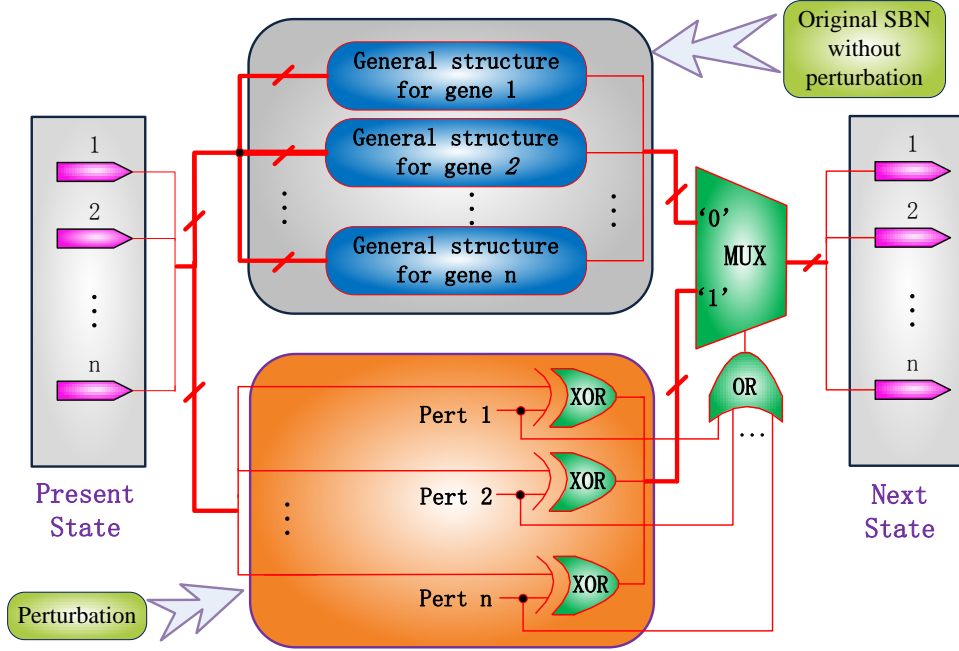 Original SBN
without
perturbation
General structure
for gene 1
General structure
for gene 2
⋮ ⋮ ⋮
General structure
for gene n
1
2
⋮
n
Present
State
'0'
MUX
'1'
OR
...
1
2
⋮
n
Next
State
XOR
Pert 1
XOR
Pert 2
⋮
XOR
Pert n
Perturbation